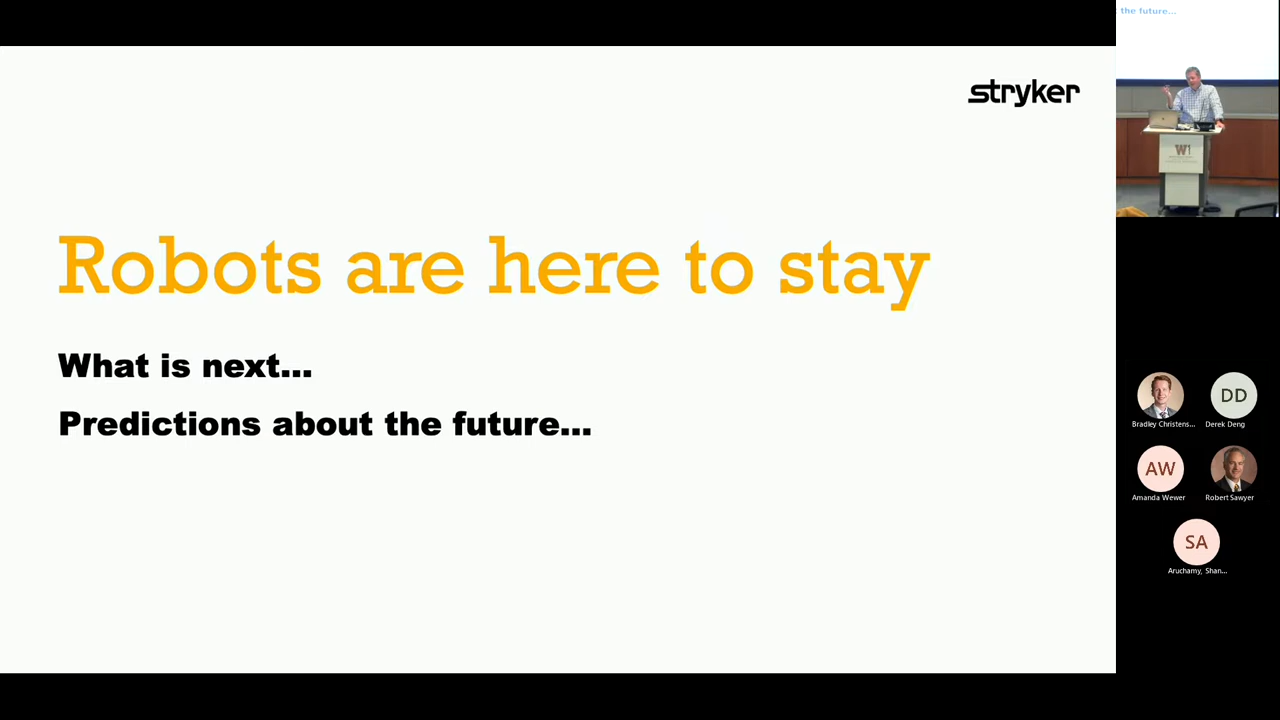 stryker
Robots are here to stay
What is next...
Predictions about the future...
the future...
W
Bradley Christens...
DD
Derek Deng
AW
Amanda Wewer
Robert Sawyer
SA
Aruchamy, Shan...